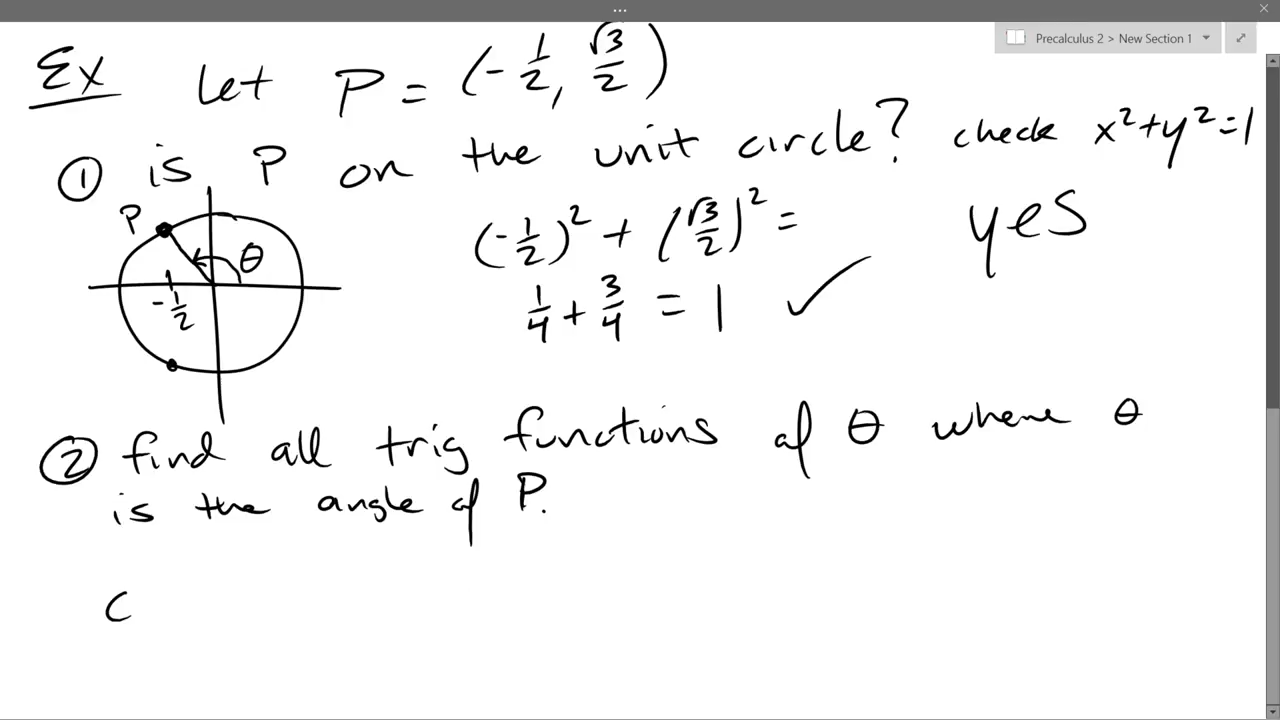 ...
Precalculus 2 > New Section 1
Ex Let P = (-1/2, √3/2)
① is P on the unit circle? check x²+y²=1
P
θ
-1/2
(-1/2)² + (√3/2)² =
yes
1/4 + 3/4 = 1 ✓
② find all trig functions of θ where θ
is the angle of P.
C